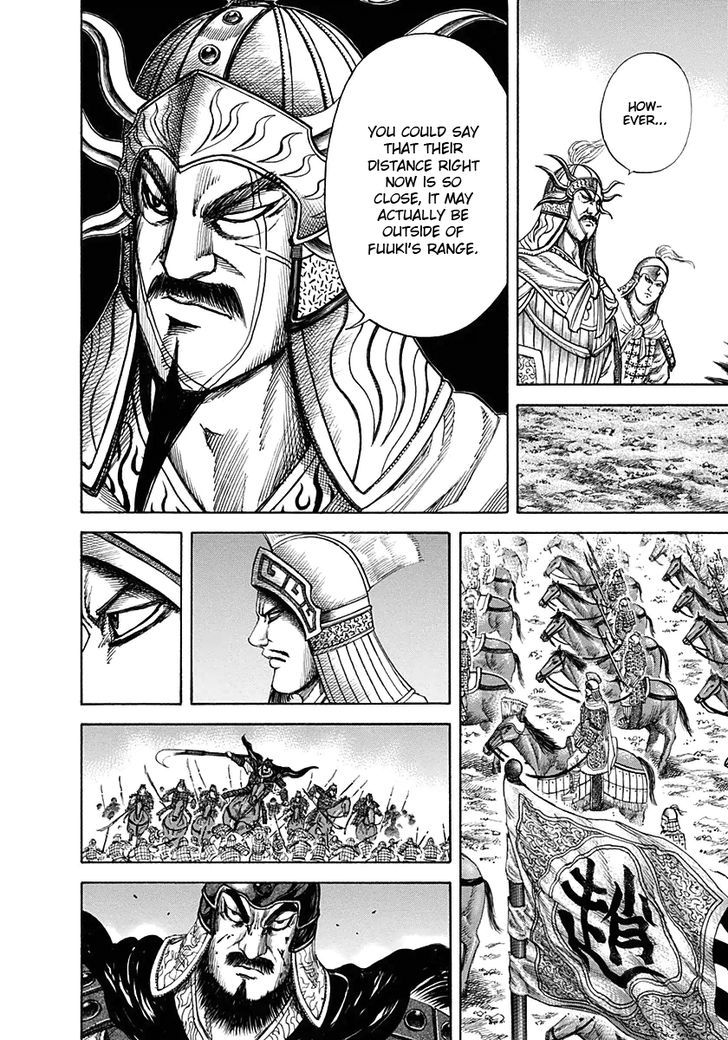 HOW-
EVER...
YOU COULD SAY
THAT THEIR
DISTANCE RIGHT
NOW IS SO
CLOSE, IT MAY
ACTUALLY BE
OUTSIDE OF
FUUKI'S RANGE.
趙